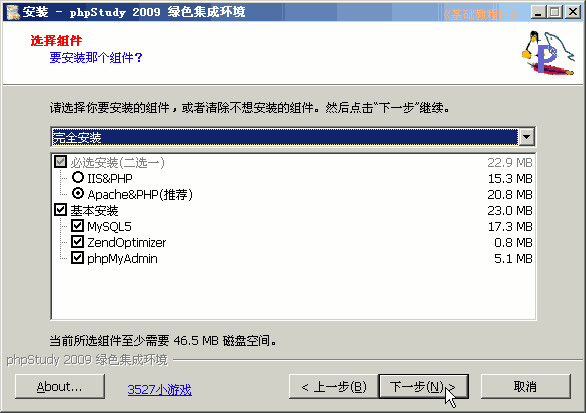 安装 - phpStudy 2009 绿色集成环境
选择组件
要安装那个组件?
请选择你要安装的组件，或者清除不想安装的组件。然后点击“下一步”继续。
完全安装
必选安装(二选一) 22.9 MB
IIS&PHP 15.3 MB
Apache&PHP(推荐) 20.8 MB
基本安装 23.0 MB
MySQL5 17.3 MB
ZendOptimizer 0.8 MB
phpMyAdmin 5.1 MB
当前所选组件至少需要 46.5 MB 磁盘空间。
phpStudy 2009 绿色集成环境
About... 3527小游戏 < 上一步(B) 下一步(N) > 取消